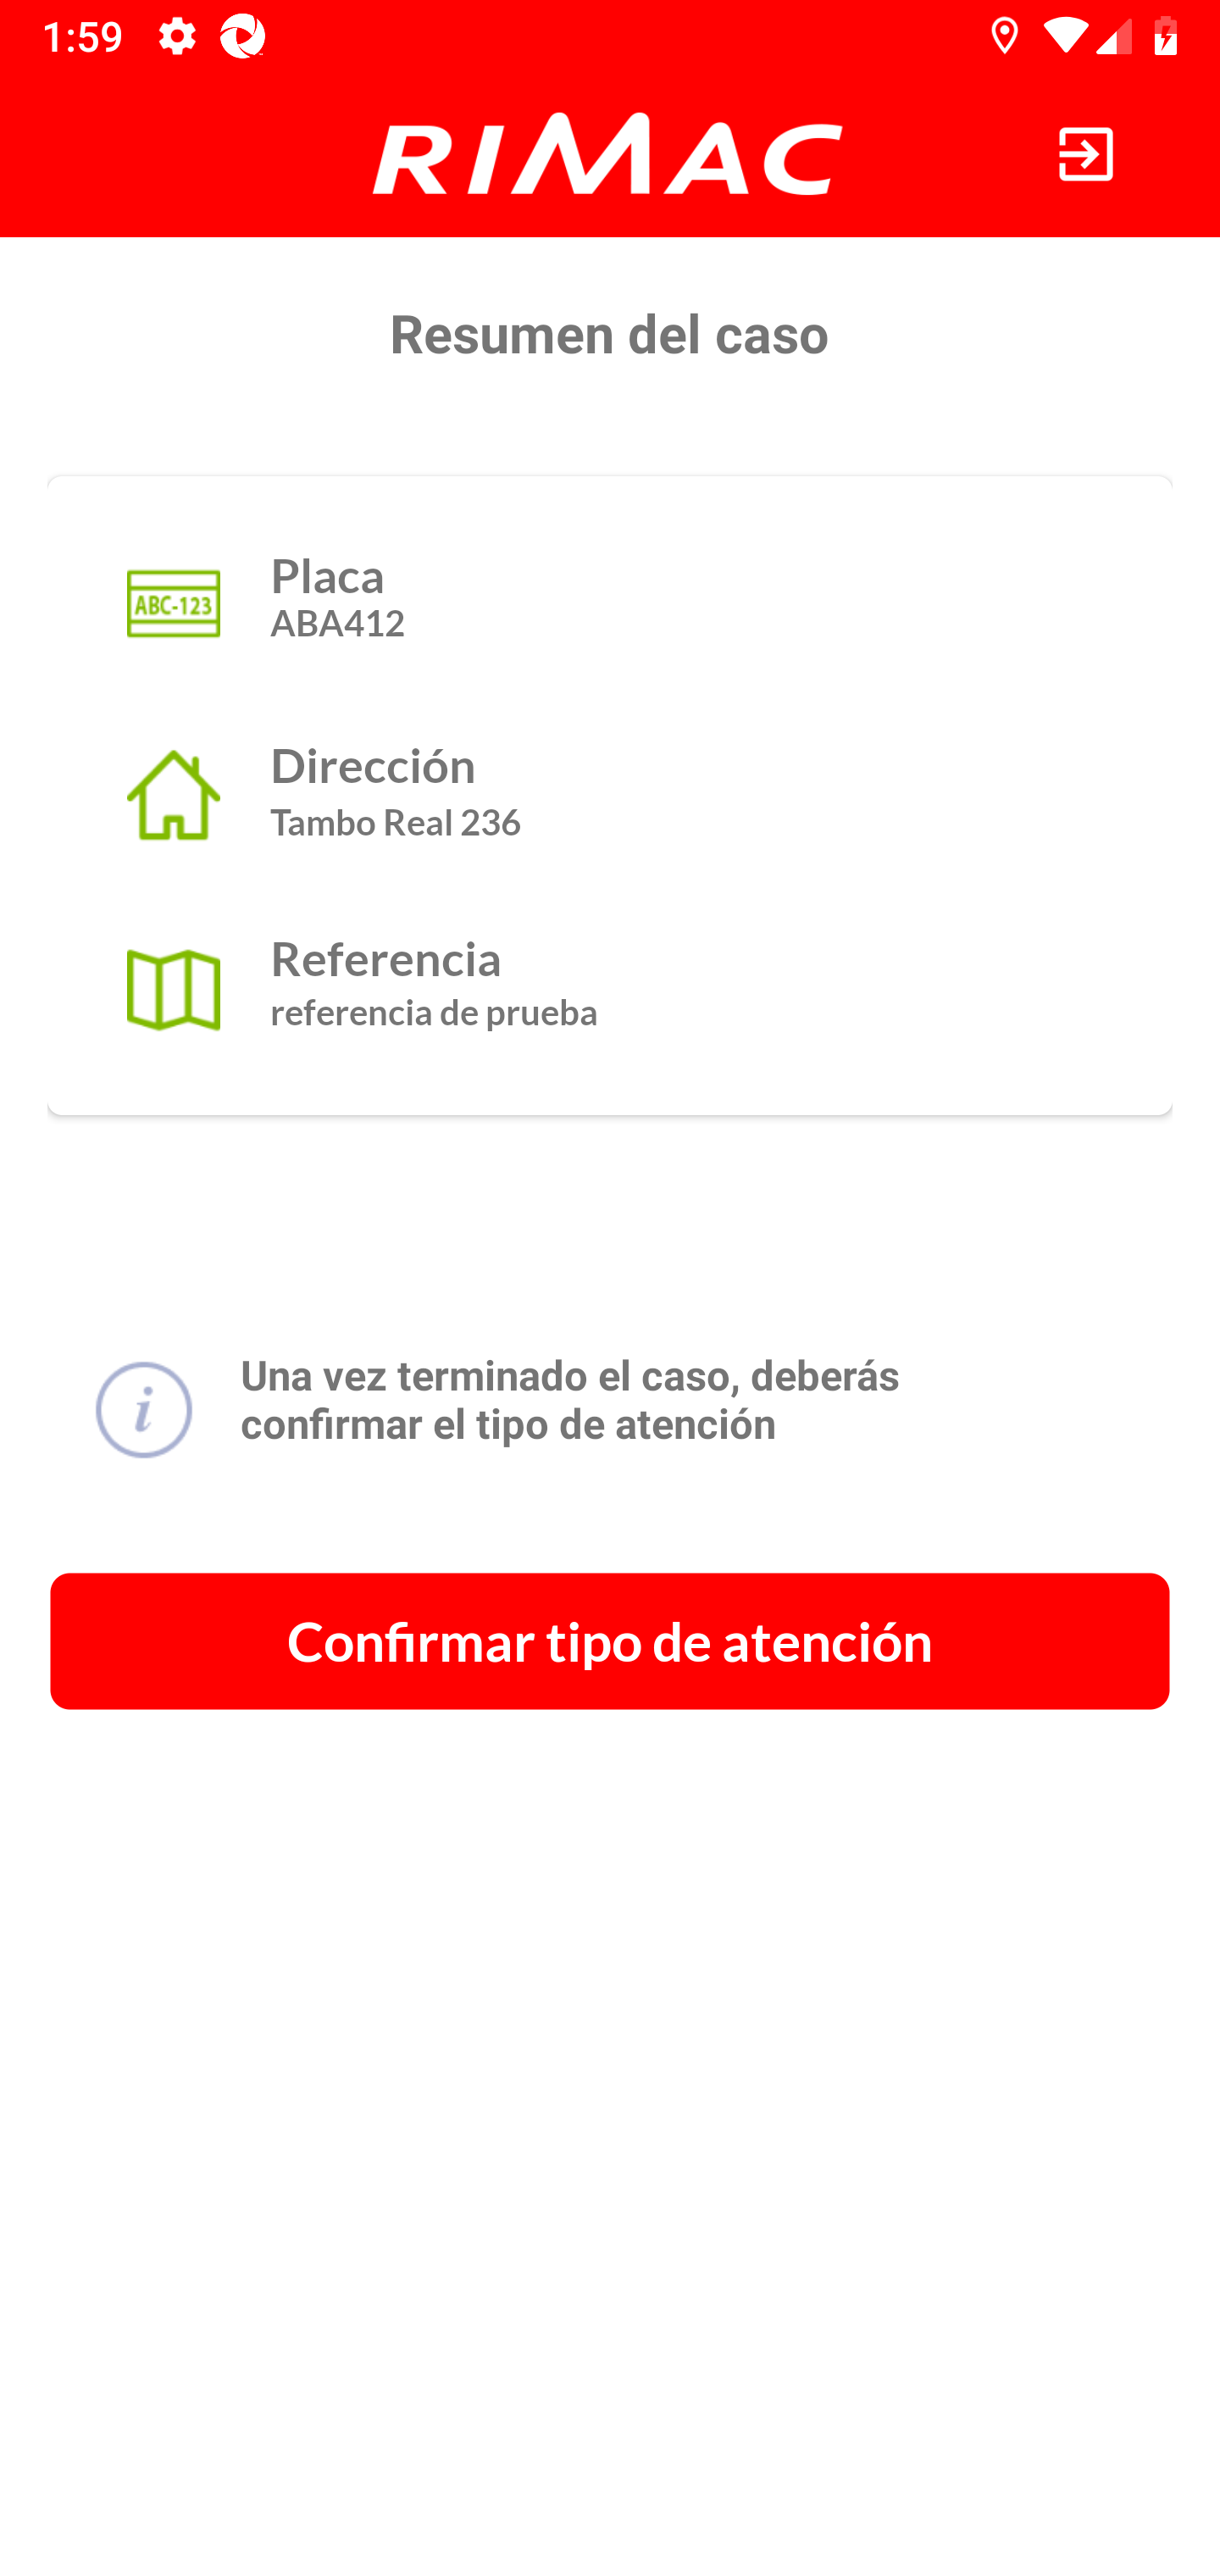 1:59
RIMAC
Resumen del caso
Placa
ABC-123
ABA412
Dirección
Tambo Real 236
Referencia
referencia de prueba
i
Una vez terminado el caso, deberás
confirmar el tipo de atención
Confirmar tipo de atención